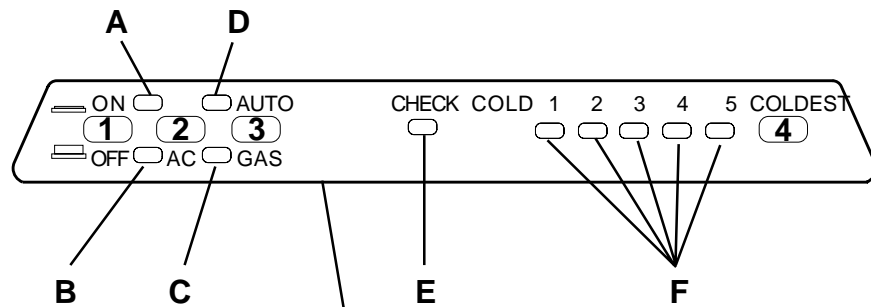 A D
ON AUTO CHECK COLD 1 2 3 4 5 COLDEST
1 2 3 4
OFF AC GAS
B C E F